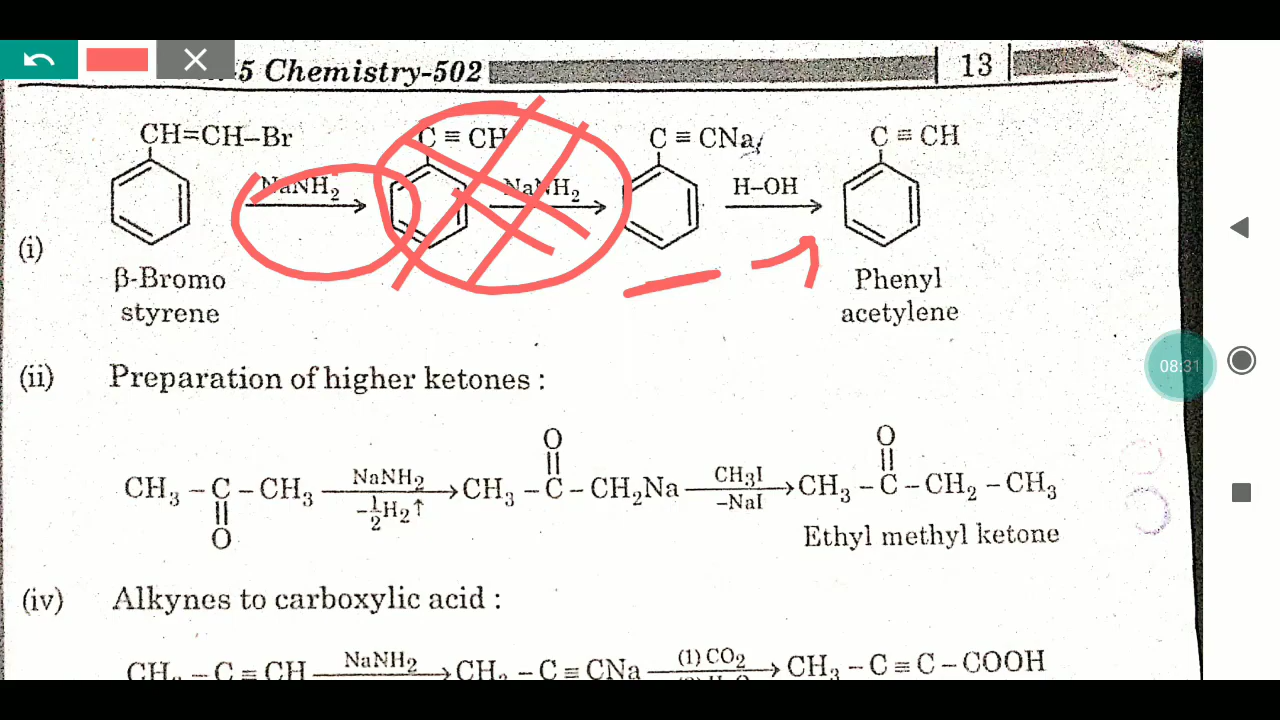 5 Chemistry-502 13
CH=CH–Br C ≡ CH C ≡ CNa C ≡ CH
NaNH₂ NaNH₂ H–OH
(i)
β-Bromo Phenyl
styrene acetylene
08:31
(ii) Preparation of higher ketones :
O O
CH₃ – C – CH₃ NaNH₂ CH₃ – C – CH₂Na CH₃I CH₃ – C – CH₂ – CH₃
–½H₂↑ –NaI
O Ethyl methyl ketone
(iv) Alkynes to carboxylic acid :
CH₃ – C ≡ CH NaNH₂ CH₃ – C ≡ CNa (1) CO₂ CH₃ – C ≡ C – COOH